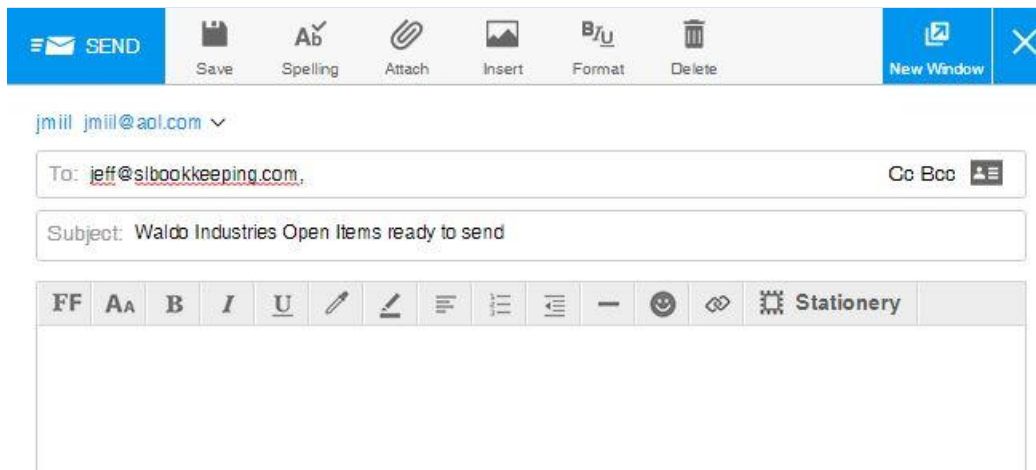 SEND
Save Spelling Attach Insert Format Delete New Window
jmiil jmiil@aol.com
To: jeff@slbookkeeping.com, Cc Bcc
Subject: Waldo Industries Open Items ready to send
FF AA B I U Stationery